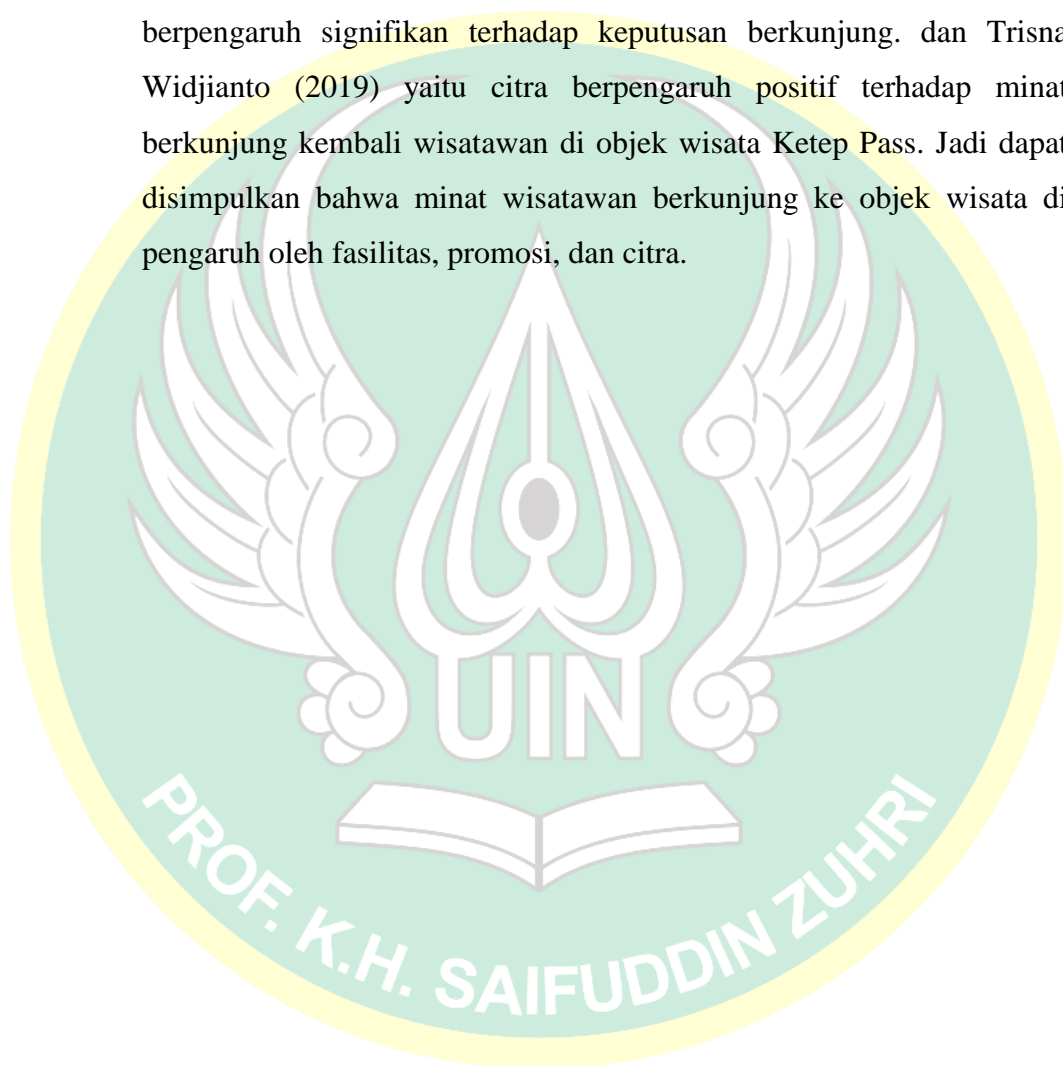 berpengaruh signifikan terhadap keputusan berkunjung. dan Trisna
Widjianto (2019) yaitu citra berpengaruh positif terhadap minat
berkunjung kembali wisatawan di objek wisata Ketep Pass. Jadi dapat
disimpulkan bahwa minat wisatawan berkunjung ke objek wisata di
pengaruh oleh fasilitas, promosi, dan citra.
UIN
PROF. K.H. SAIFUDDIN ZUHRI